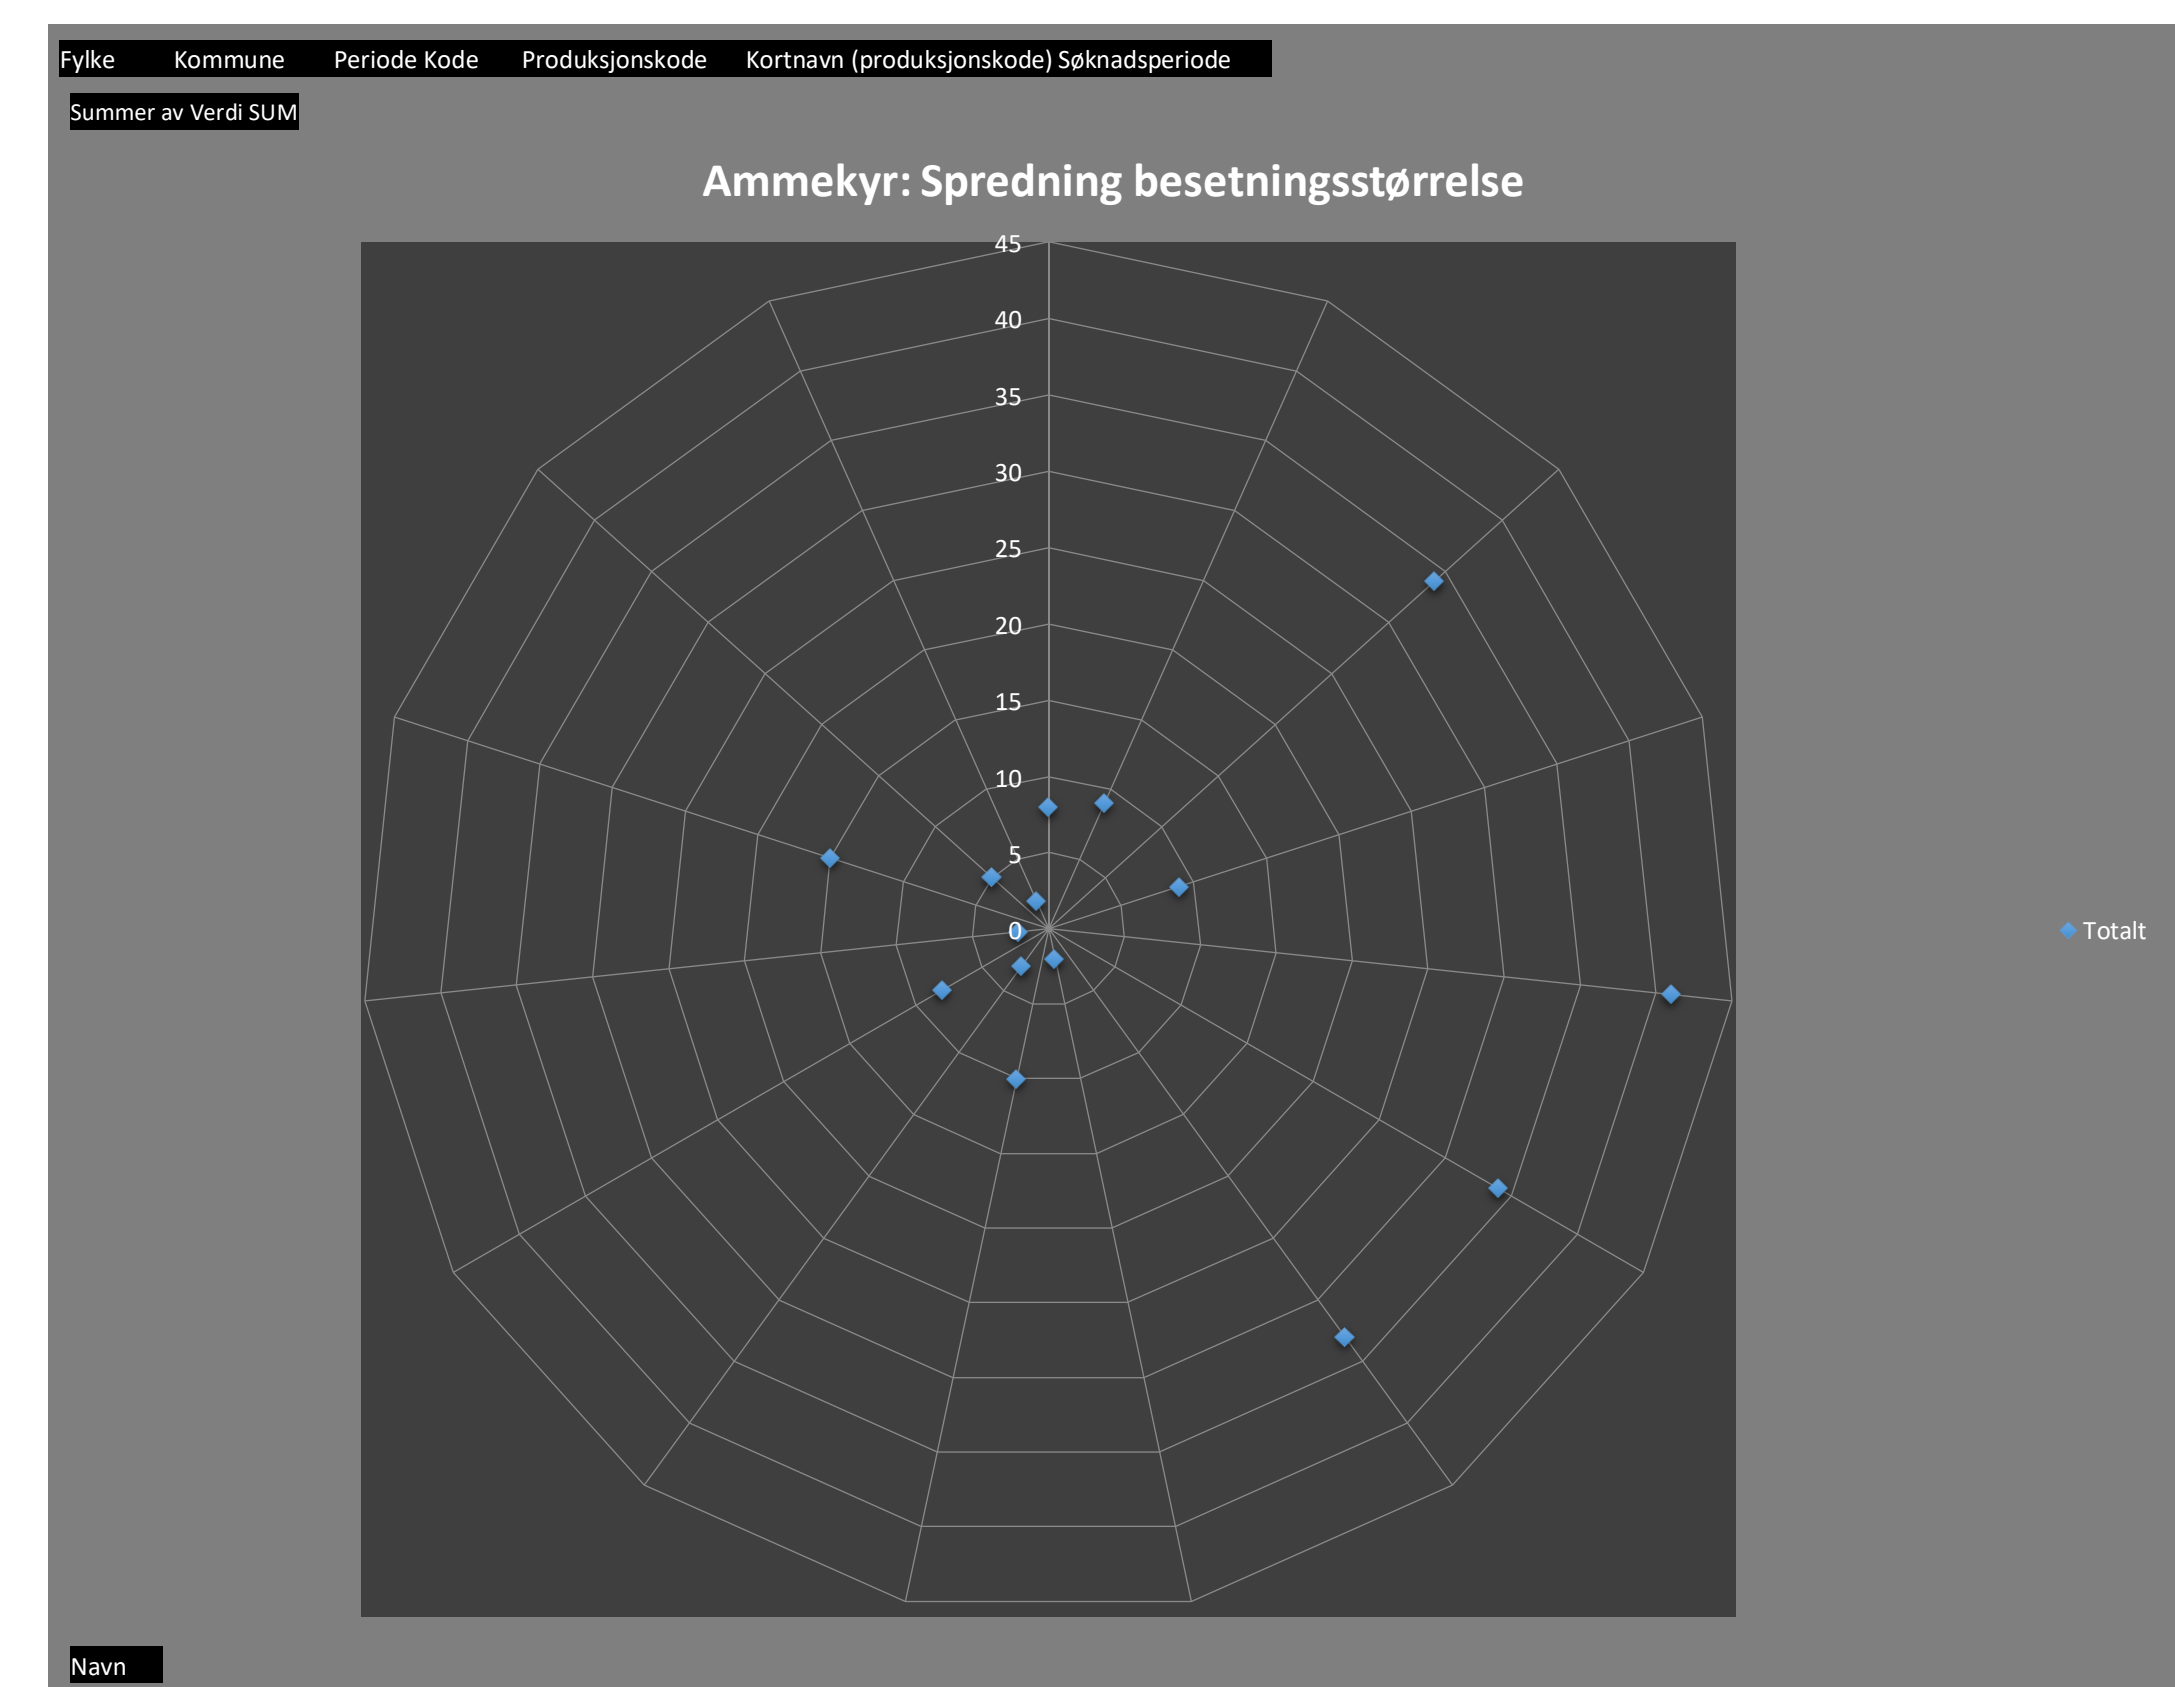 Fylke Kommune Periode Kode Produksjonskode Kortnavn (produksjonskode) Søknadsperiode
Summer av Verdi SUM
Ammekyr: Spredning besetningsstørrelse
45
40
35
30
25
20
15
10
5
0
Totalt
Navn